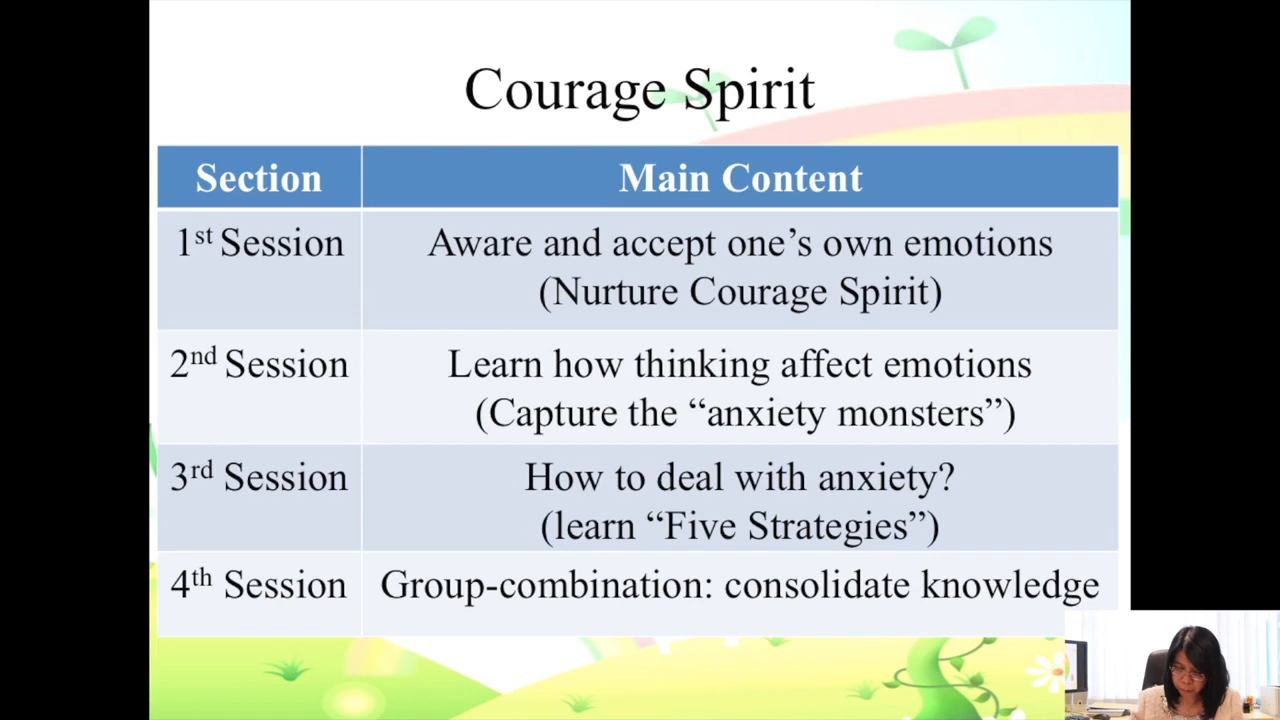 Courage Spirit
Section Main Content
1st Session Aware and accept one’s own emotions
(Nurture Courage Spirit)
2nd Session Learn how thinking affect emotions
(Capture the “anxiety monsters”)
3rd Session How to deal with anxiety?
(learn “Five Strategies”)
4th Session Group-combination: consolidate knowledge